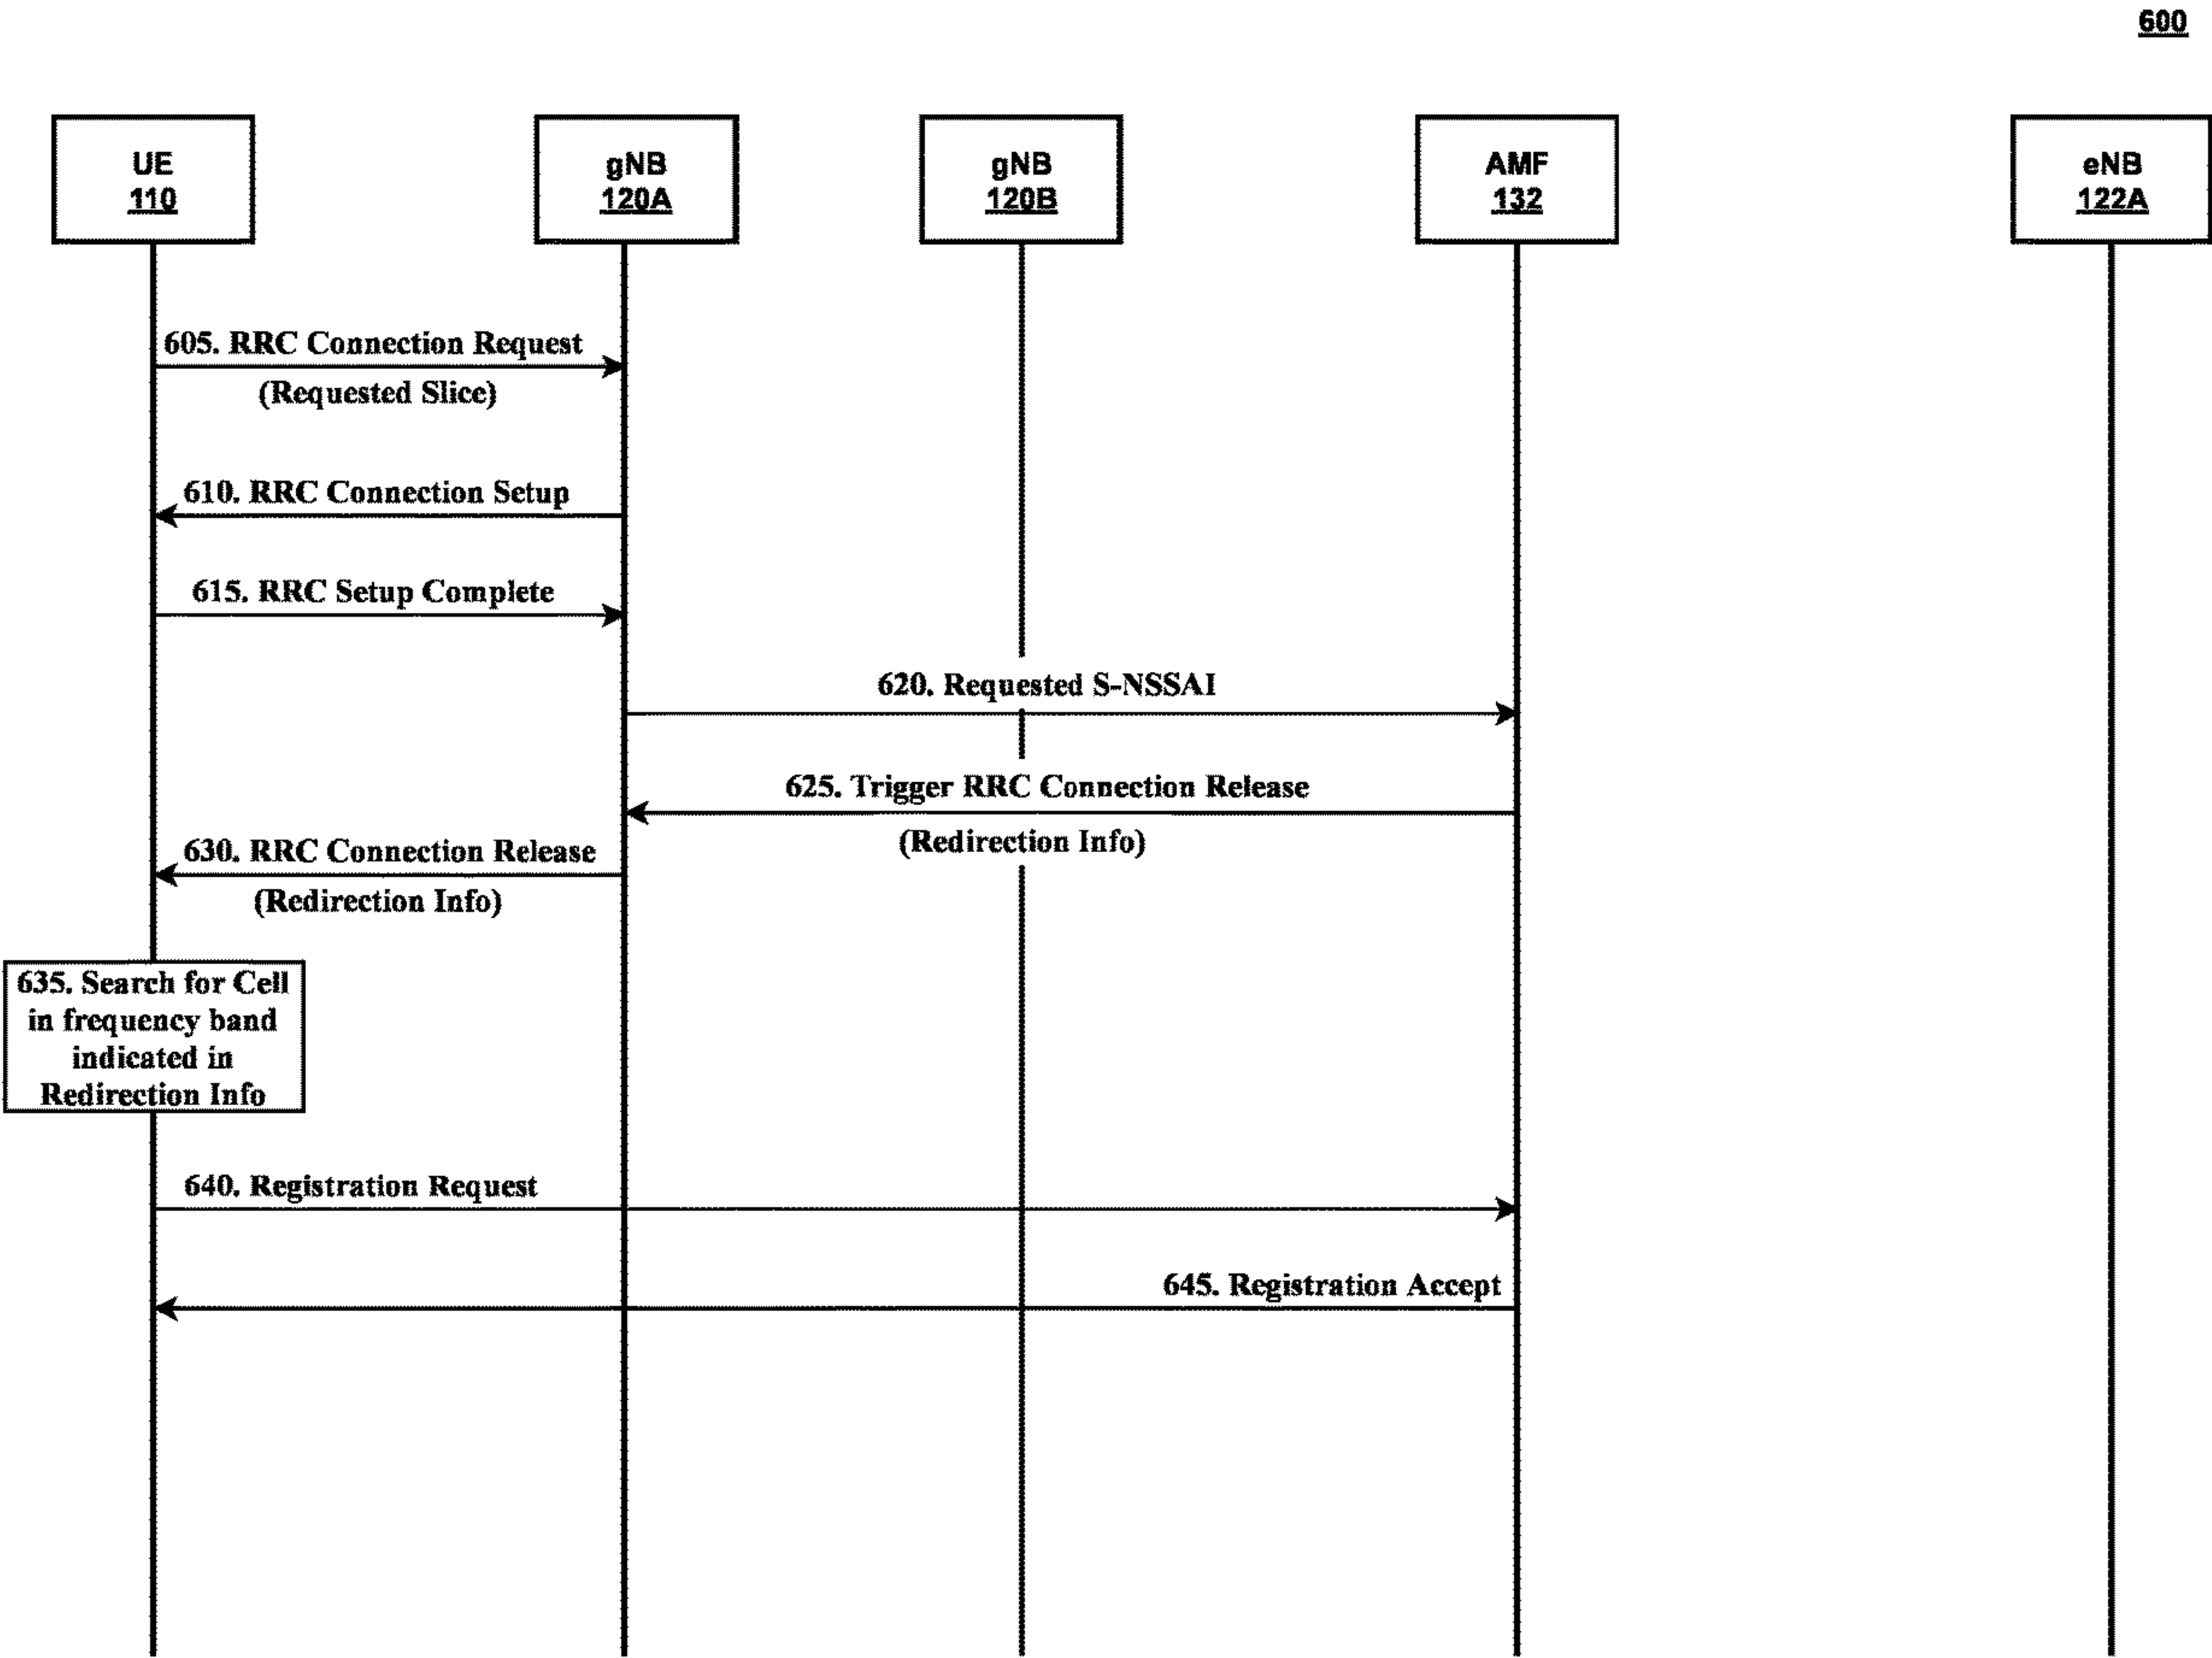 600
UE
110
gNB
120A
gNB
120B
AMF
132
eNB
122A
605. RRC Connection Request
(Requested Slice)
610. RRC Connection Setup
615. RRC Setup Complete
620. Requested S-NSSAI
625. Trigger RRC Connection Release
(Redirection Info)
630. RRC Connection Release
(Redirection Info)
635. Search for Cell
in frequency band
indicated in
Redirection Info
640. Registration Request
645. Registration Accept